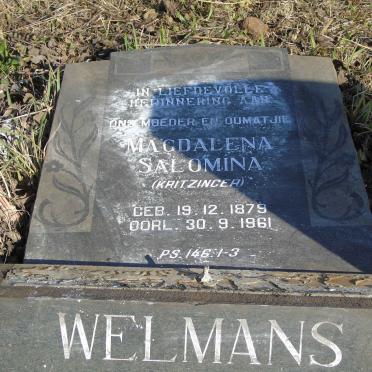 IN LIEFDEVOLLE
HERINNERING AAN
ONS MOEDER EN OUMATJIE
MAGDALENA
SALOMINA
(KRITZINGER)
GEB. 19. 12. 1879
OORL. 30. 9. 1961
PS. 146: 1-3
WELMANS